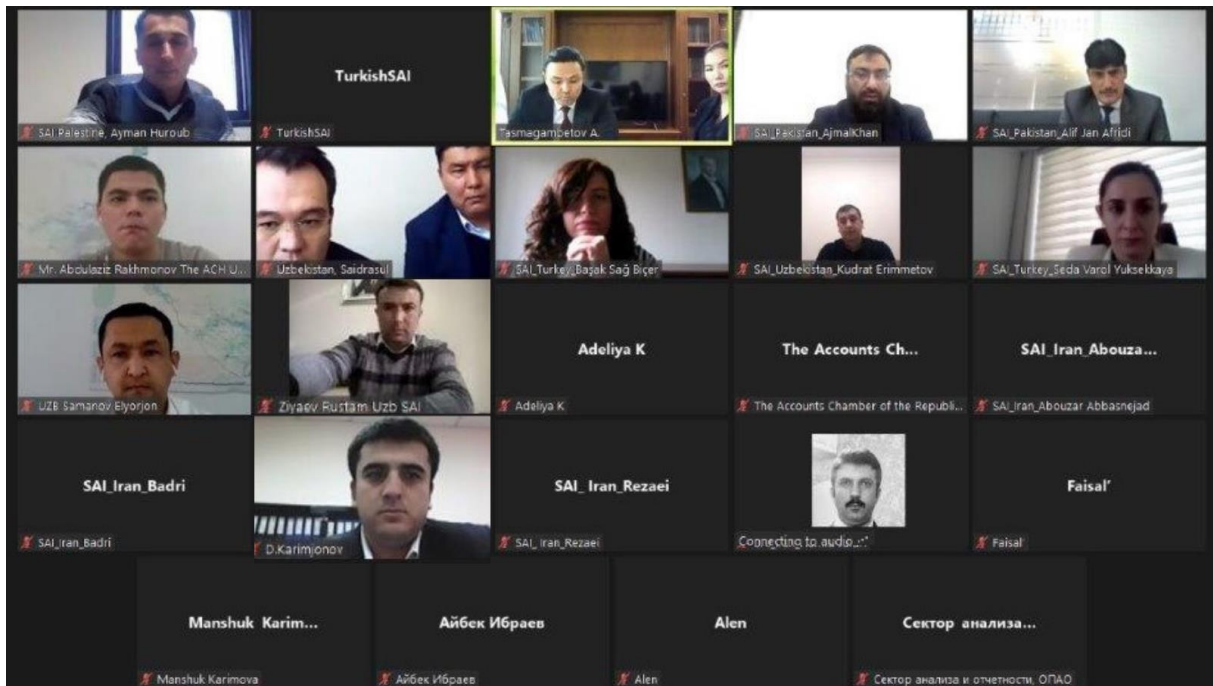 SAI Palestine, Ayman Huroub
TurkishSAI
TurkishSAI
Tasmagambetov A.
SAI_Pakistan_AjmalKhan
SAI_Pakistan_Alif Jan Afridi
Mr. Abdulaziz Rakhmonov The ACH U...
Uzbekistan, Saidrasul
SAI_Turkey_Başak Sağ Biçer
SAI_Uzbekistan_Kudrat Erimmetov
SAI_Turkey_Seda Varol Yuksekkaya
UZB Samanov Elyorjon
Ziyaev Rustam Uzb SAI
Adeliya K
Adeliya K
The Accounts Ch...
The Accounts Chamber of the Republi...
SAI_Iran_Abouza...
SAI_Iran_Abouzar Abbasnejad
SAI_Iran_Badri
SAI_Iran_Badri
D.Karimjonov
SAI_ Iran_Rezaei
SAI_ Iran_Rezaei
Connecting to audio
Faisal'
Faisal'
Manshuk Karim...
Manshuk Karimova
Айбек Ибраев
Айбек Ибраев
Alen
Alen
Сектор анализа...
Сектор анализа и отчетности, ОПАО